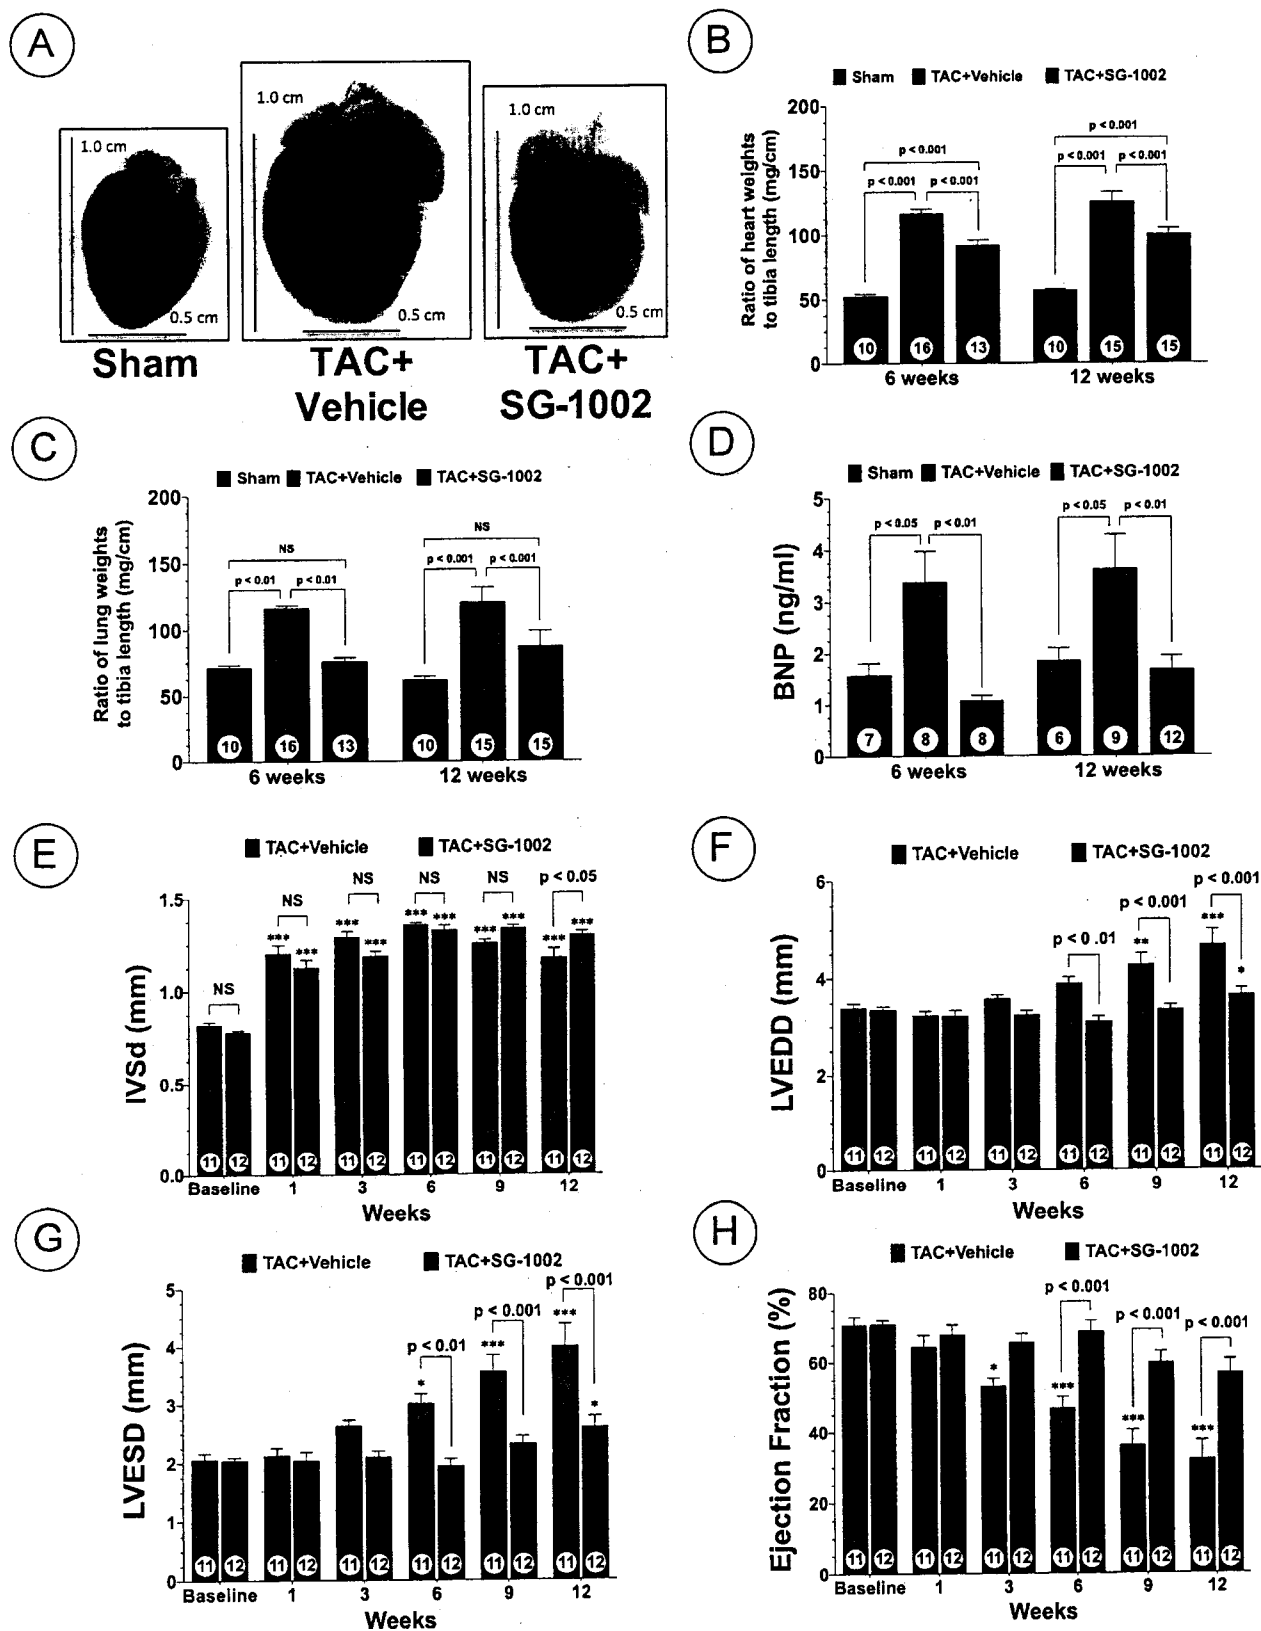 A
1.0 cm
0.5 cm
Sham
1.0 cm
0.5 cm
TAC+
Vehicle
1.0 cm
0.5 cm
TAC+
SG-1002
B
Sham TAC+Vehicle TAC+SG-1002
Ratio of heart weights
to tibia length (mg/cm)
200
150
100
50
0
p < 0.001
p < 0.001 p < 0.001
p < 0.001
p < 0.001 p < 0.001
10 16 13 10 15 15
6 weeks 12 weeks
C
Sham TAC+Vehicle TAC+SG-1002
Ratio of lung weights
to tibia length (mg/cm)
200
150
100
50
0
NS
p < 0.01 p < 0.01
NS
p < 0.001 p < 0.001
10 16 13 10 15 15
6 weeks 12 weeks
D
Sham TAC+Vehicle TAC+SG-1002
BNP (ng/ml)
5
4
3
2
1
0
p < 0.05 p < 0.01
p < 0.05 p < 0.01
7 8 8 6 9 12
6 weeks 12 weeks
E
TAC+Vehicle TAC+SG-1002
IVSd (mm)
1.5
1.0
0.5
0.0
NS NS NS NS NS p < 0.05
*** *** *** *** *** *** *** *** *** ***
11 12 11 12 11 12 11 12 11 12 11 12
Baseline 1 3 6 9 12
Weeks
F
TAC+Vehicle TAC+SG-1002
LVEDD (mm)
6
4
2
0
p < 0.01 p < 0.001 p < 0.001
** *** *
11 12 11 12 11 12 11 12 11 12 11 12
Baseline 1 3 6 9 12
Weeks
G
TAC+Vehicle TAC+SG-1002
LVESD (mm)
5
4
3
2
1
0
p < 0.01 p < 0.001 p < 0.001
* *** *** *
11 12 11 12 11 12 11 12 11 12 11 12
Baseline 1 3 6 9 12
Weeks
H
TAC+Vehicle TAC+SG-1002
Ejection Fraction (%)
80
60
40
20
0
p < 0.001 p < 0.001 p < 0.001
* *** *** ***
11 12 11 12 11 12 11 12 11 12 11 12
Baseline 1 3 6 9 12
Weeks